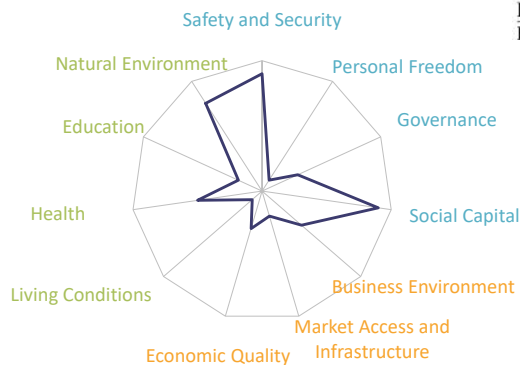 Safety and Security
Natural Environment
Personal Freedom
Education
Governance
Health
Social Capital
Living Conditions
Business Environment
Market Access and
Infrastructure
Economic Quality